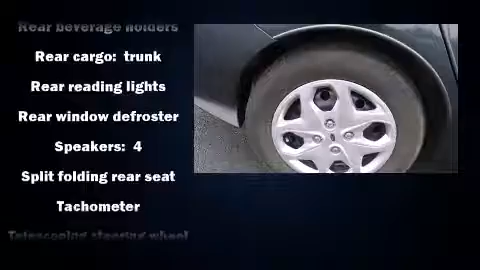 Rear beverage holders
Rear cargo: trunk
Rear reading lights
Rear window defroster
Speakers: 4
Split folding rear seat
Tachometer
Telescoping steering wheel